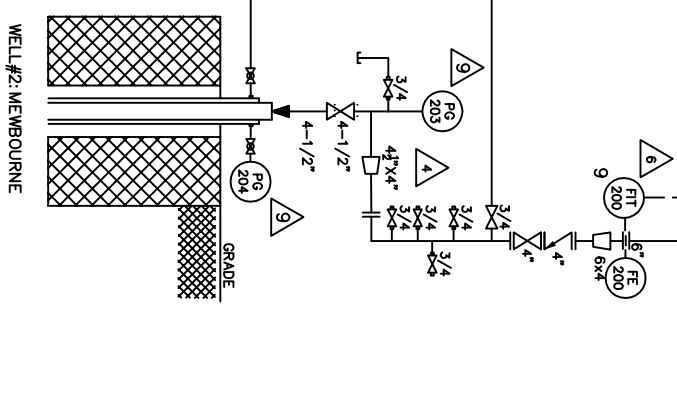 WELL #2: MEWBOURNE
GRADE
PG
204
9
4-1/2"
4-1/2"
3/4
PG
203
9
4
4½"X4"
3/4
3/4
3/4
3/4
3/4
4"
4"
6x4
6"
FE
200
FIT
200
9
6